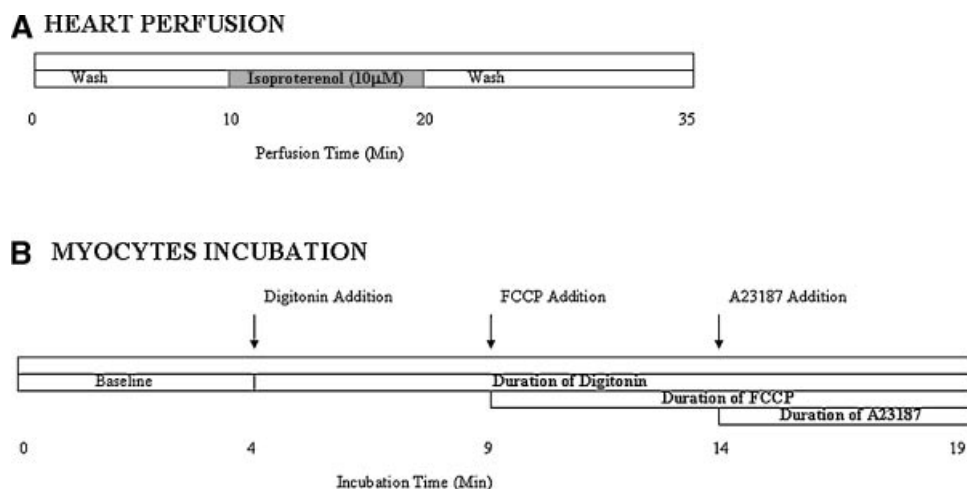 A HEART PERFUSION
Wash Isoproterenol (10µM) Wash
0 10 20 35
Perfusion Time (Min)
B MYOCYTES INCUBATION
Digitonin Addition FCCP Addition A23187 Addition
Baseline Duration of Digitonin
Duration of FCCP
Duration of A23187
0 4 9 14 19
Incubation Time (Min)